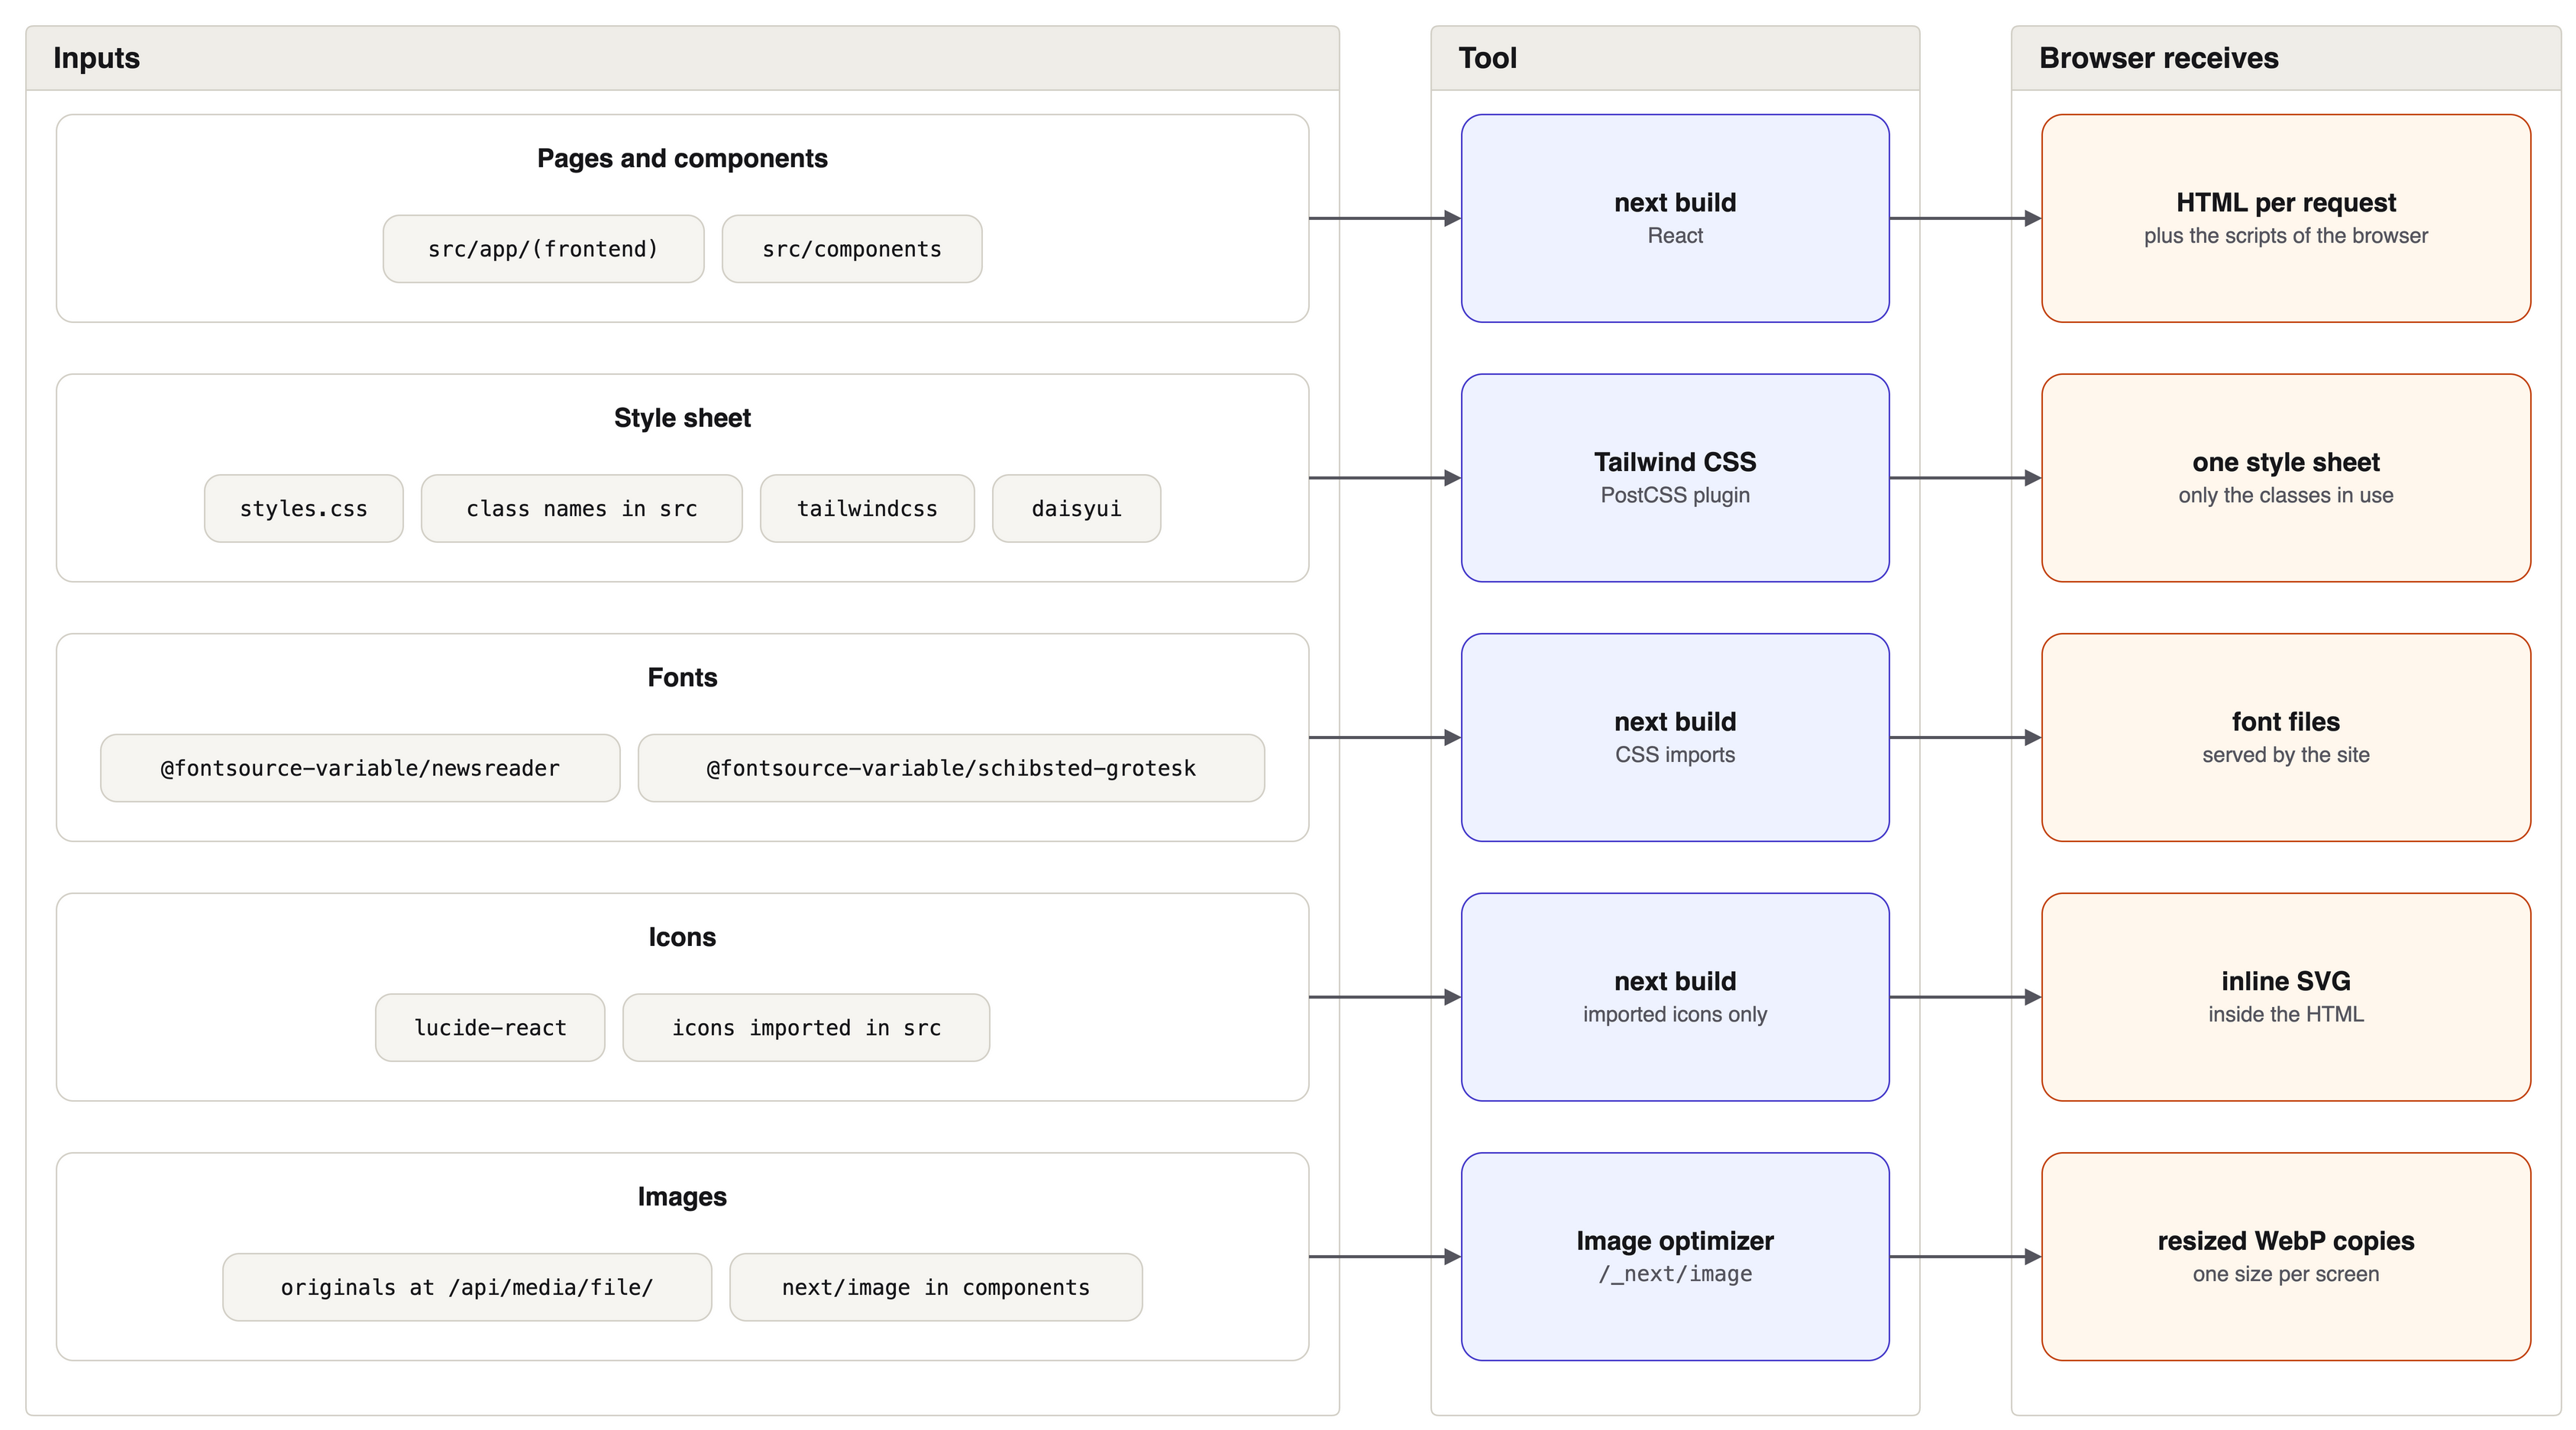 Inputs
Tool
Browser receives
Pages and components
src/app/(frontend)
src/components
next build
React
HTML per request
plus the scripts of the browser
Style sheet
styles.css
class names in src
tailwindcss
daisyui
Tailwind CSS
PostCSS plugin
one style sheet
only the classes in use
Fonts
@fontsource-variable/newsreader
@fontsource-variable/schibsted-grotesk
next build
CSS imports
font files
served by the site
Icons
lucide-react
icons imported in src
next build
imported icons only
inline SVG
inside the HTML
Images
originals at /api/media/file/
next/image in components
Image optimizer
/_next/image
resized WebP copies
one size per screen